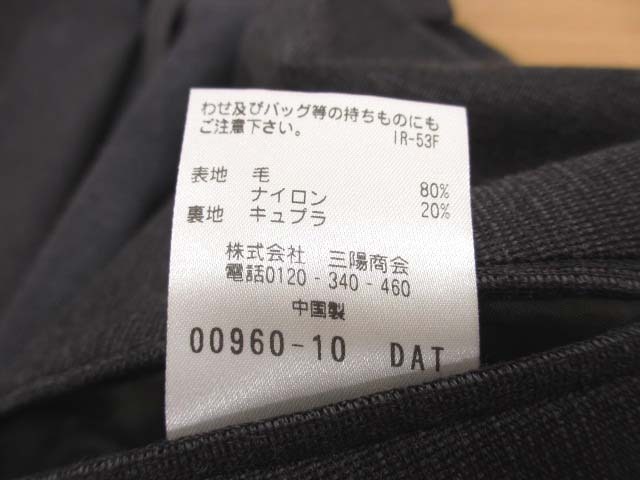 わせ及びバッグ等の持ちものにも
ご注意下さい。 IR-53F
表地 毛 80%
ナイロン 20%
裏地 キュプラ
株式会社 三陽商会
電話0120-340-460
中国製
00960-10 DAT